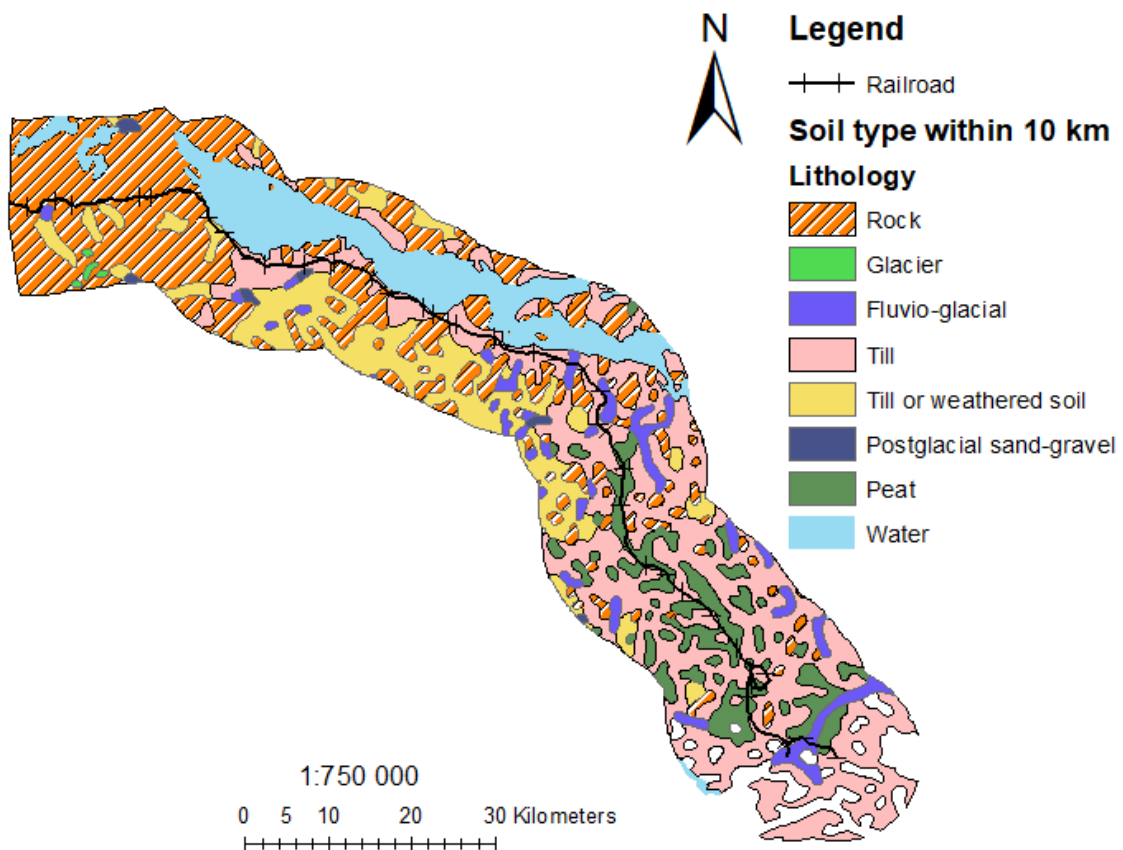 N
Legend
Railroad
Soil type within 10 km
Lithology
Rock
Glacier
Fluvio-glacial
Till
Till or weathered soil
Postglacial sand-gravel
Peat
Water
1:750 000
0 5 10 20 30 Kilometers